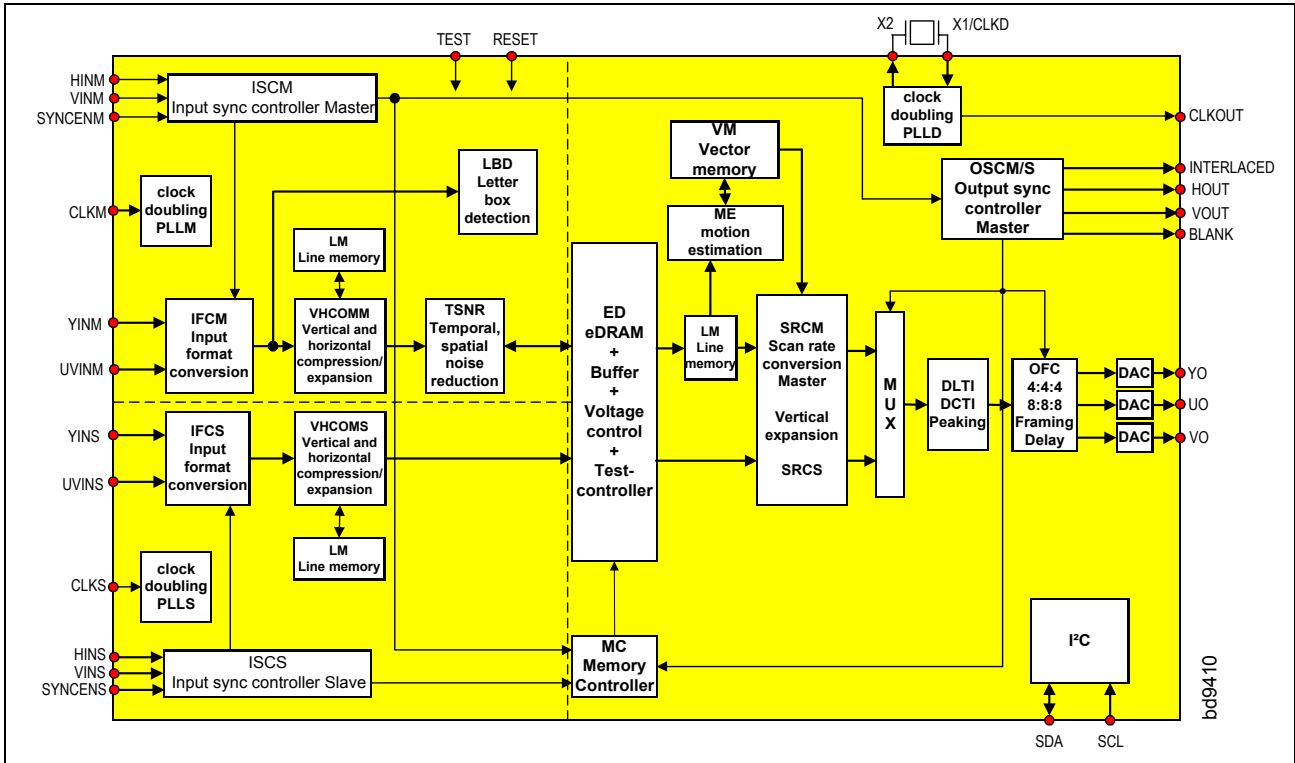 TEST
RESET
X2
X1/CLKD
HINM
VINM
SYNCENM
ISCM
Input sync controller Master
clock
doubling
PLLD
CLKOUT
CLKM
clock
doubling
PLLM
LBD
Letter
box
detection
VM
Vector
memory
ME
motion
estimation
OSCM/S
Output sync
controller
Master
INTERLACED
HOUT
VOUT
BLANK
LM
Line memory
YINM
UVINM
IFCM
Input
format
conversion
VHCOMM
Vertical and
horizontal
compression/
expansion
TSNR
Temporal,
spatial
noise
reduction
ED
eDRAM
+
Buffer
+
Voltage
control
+
Test-
controller
LM
Line
memory
SRCM
Scan rate
conversion
Master
Vertical
expansion
SRCS
M
U
X
DLTI
DCTI
Peaking
OFC
4:4:4
8:8:8
Framing
Delay
DAC
DAC
DAC
YO
UO
VO
YINS
UVINS
IFCS
Input
format
conversion
VHCOMS
Vertical and
horizontal
compression/
expansion
LM
Line memory
CLKS
clock
doubling
PLLS
HINS
VINS
SYNCENS
ISCS
Input sync controller Slave
MC
Memory
Controller
I²C
SDA
SCL
bd9410